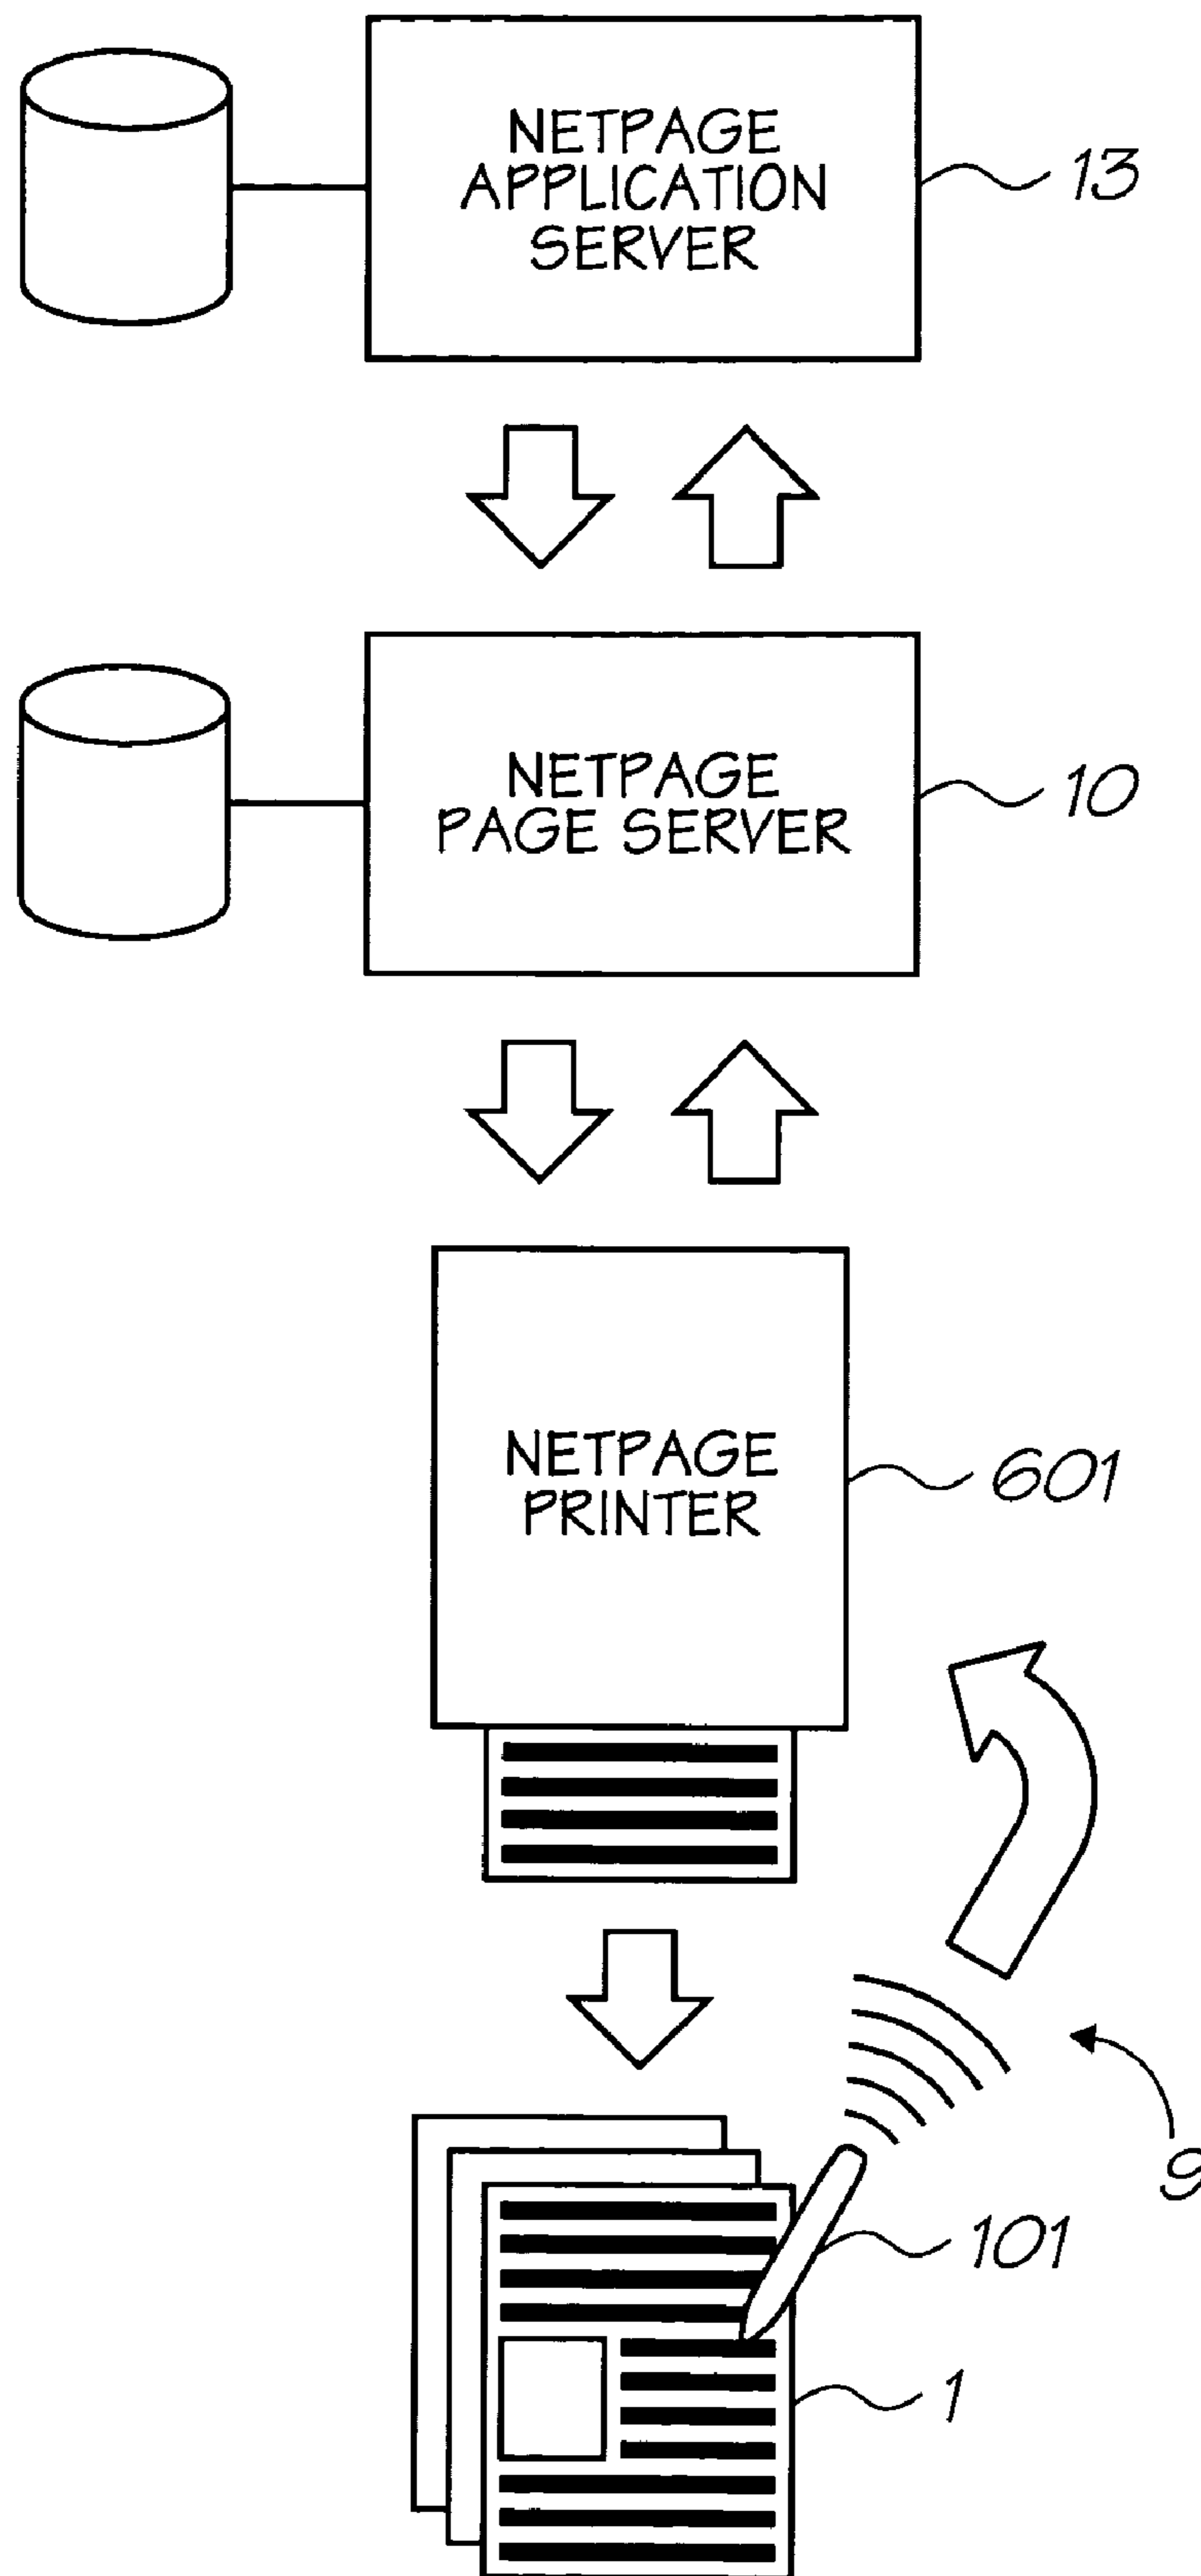 NETPAGE
APPLICATION
SERVER
13
NETPAGE
PAGE SERVER
10
NETPAGE
PRINTER
601
9
101
1